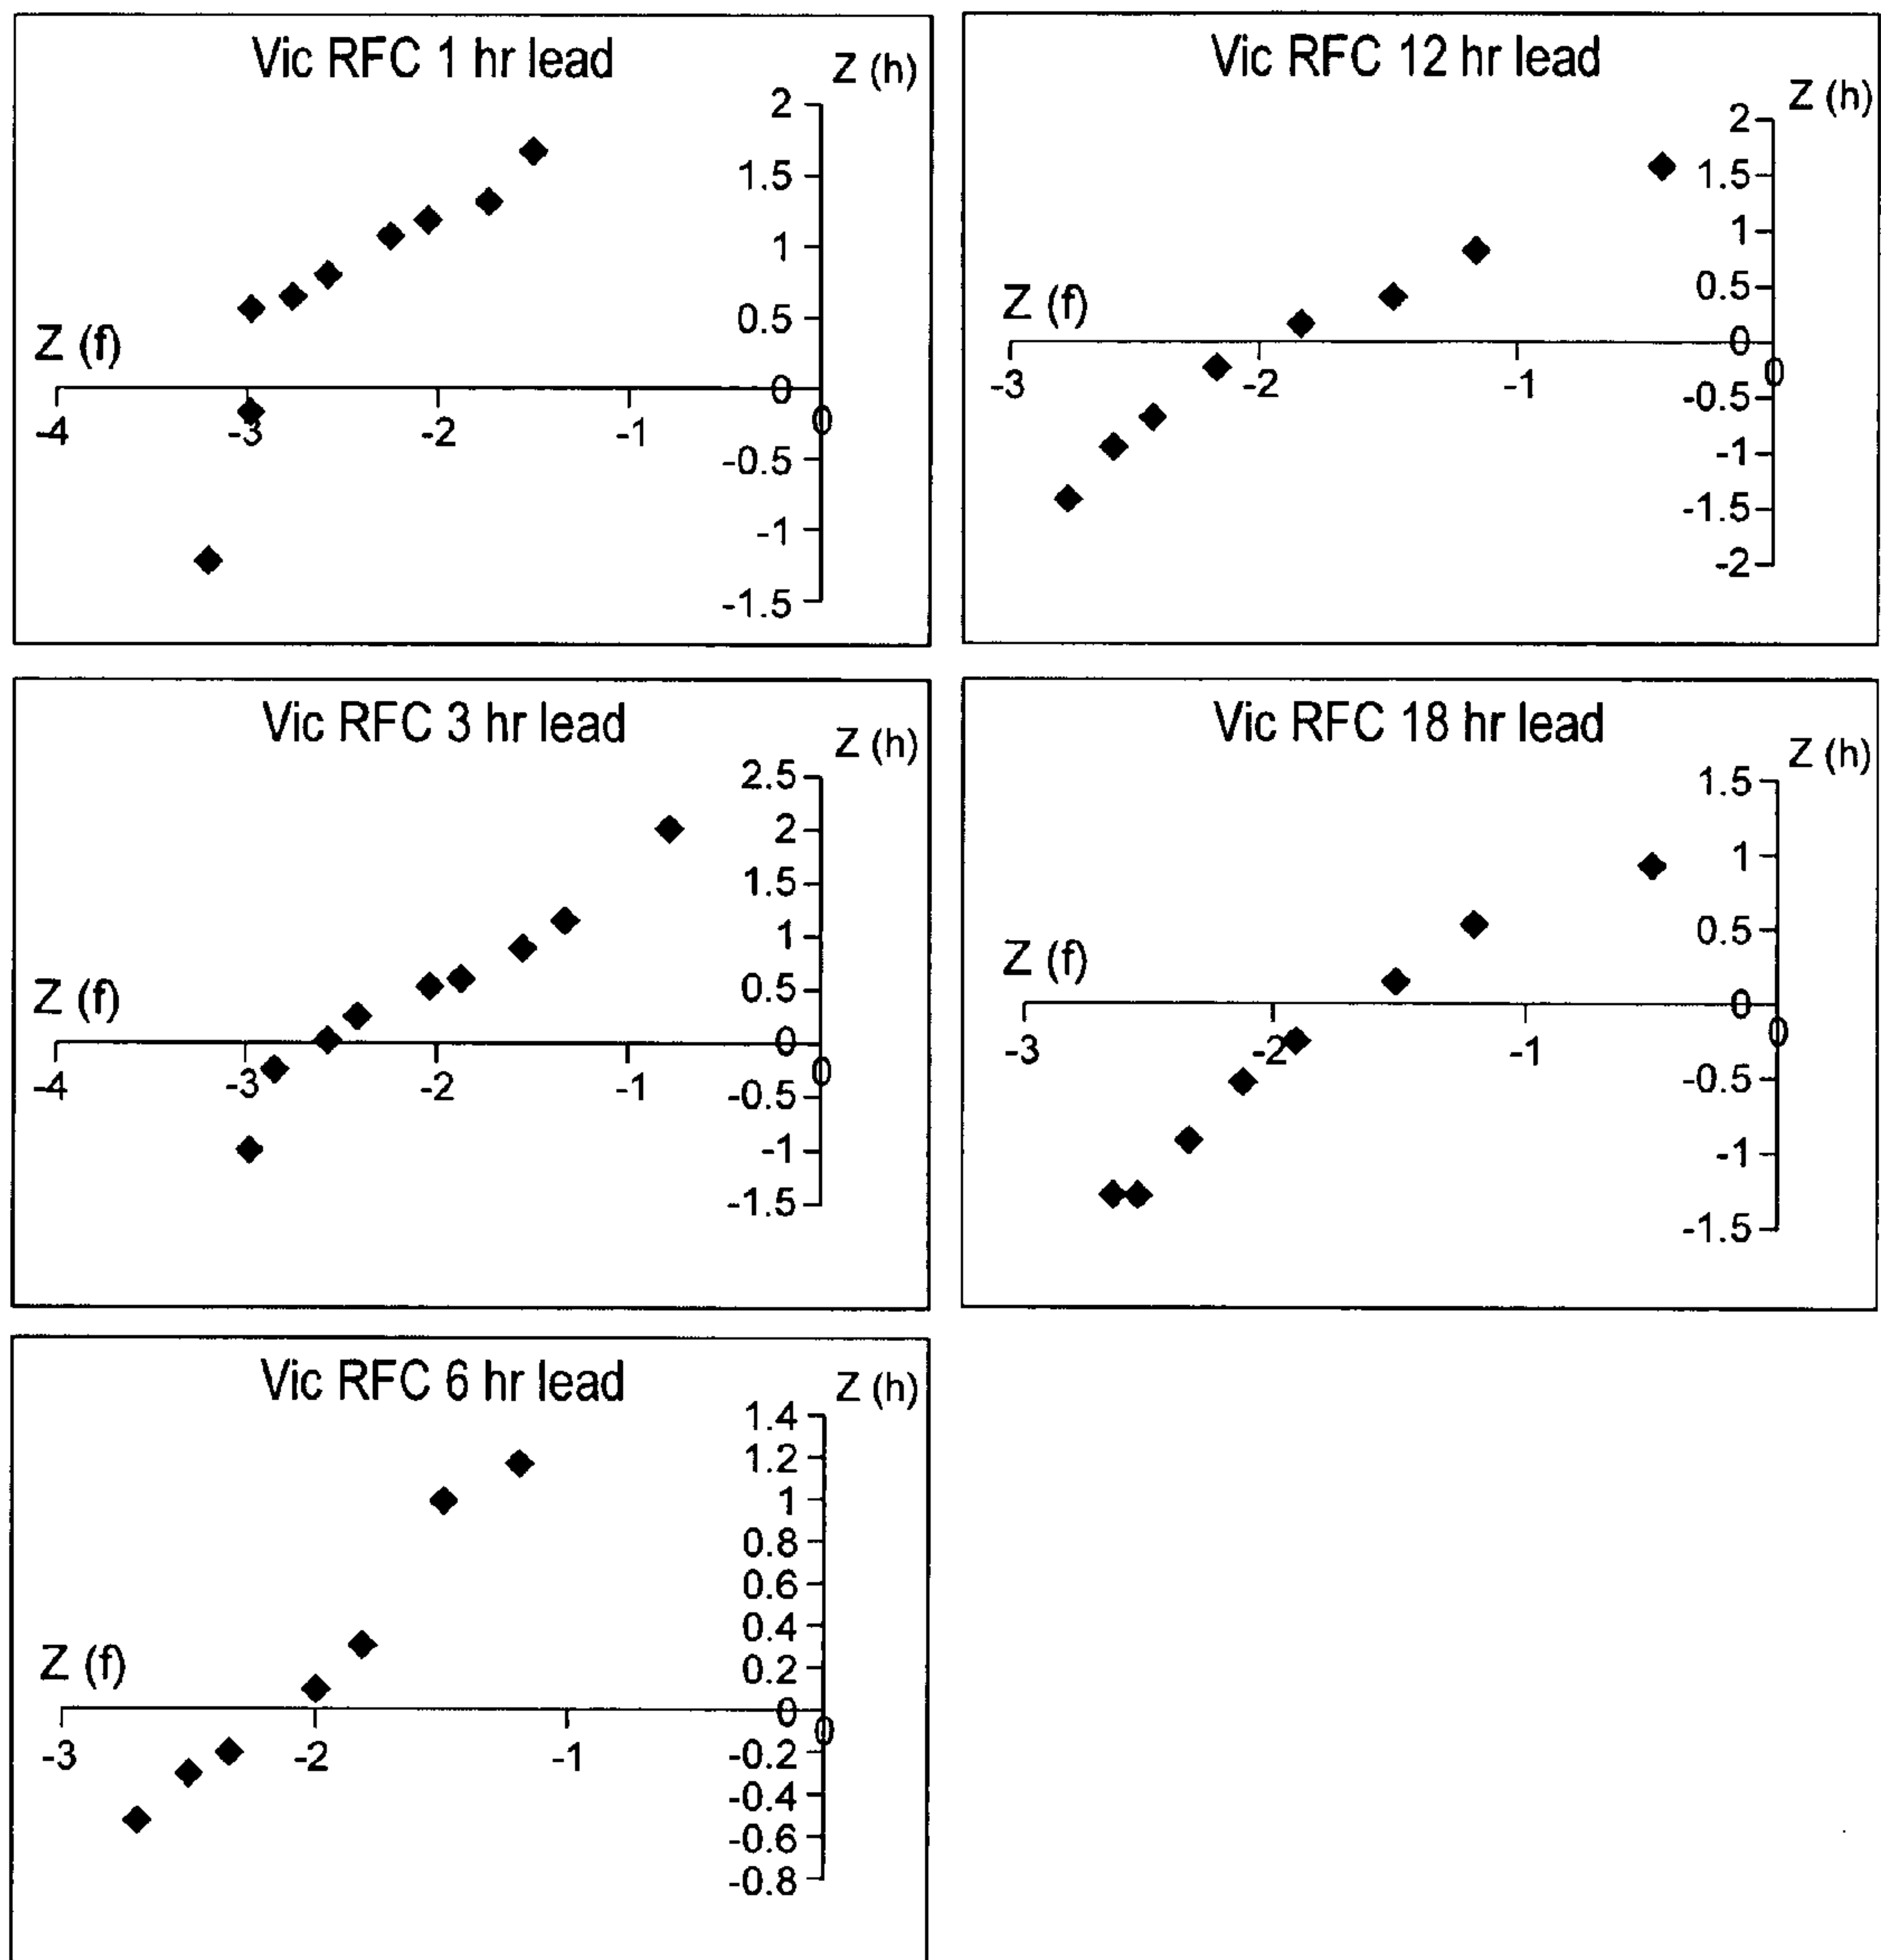 Vic RFC 1 hr lead
Z (h)
2
1.5
1
0.5
Z (f)
0
-4 -3 -2 -1 0
-0.5
-1
-1.5
Vic RFC 12 hr lead
Z (h)
2
1.5
1
0.5
Z (f)
0
-3 -2 -1 0
-0.5
-1
-1.5
-2
Vic RFC 3 hr lead
Z (h)
2.5
2
1.5
1
0.5
Z (f)
0
-4 -3 -2 -1 0
-0.5
-1
-1.5
Vic RFC 18 hr lead
Z (h)
1.5
1
0.5
Z (f)
0
-3 -2 -1 0
-0.5
-1
-1.5
Vic RFC 6 hr lead
Z (h)
1.4
1.2
1
0.8
0.6
0.4
Z (f)
0.2
0
-3 -2 -1 0
-0.2
-0.4
-0.6
-0.8